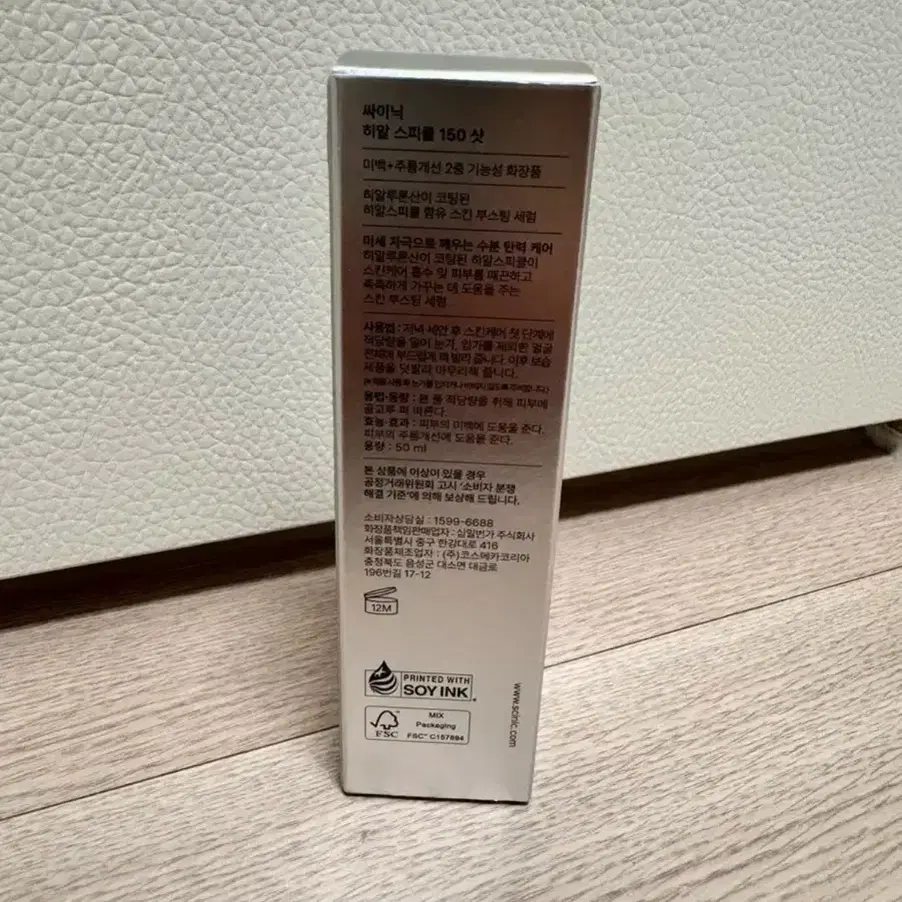 싸이닉
히알 스피큘 150 샷
미백+주름개선 2중 기능성 화장품
히알루론산이 코팅된
히알스피큘 함유 스킨 부스팅 세럼
미세 자극으로 깨우는 수분 탄력 케어
히알루론산이 코팅된 히알스피큘이
스킨케어 흡수 및 피부를 매끈하고
촉촉하게 가꾸는 데 도움을 주는
스킨 부스팅 세럼
사용법 : 저녁 세안 후 스킨케어 첫 단계에
적당량을 덜어 눈가, 입가를 제외한 얼굴
전체에 부드럽게 펴 발라 줍니다. 이후 보습
제품을 덧발라 마무리해 줍니다.
용법·용량 : 본 품 적당량을 취해 피부에
골고루 펴 바른다.
효능·효과 : 피부의 미백에 도움을 준다.
피부의 주름개선에 도움을 준다.
용량 : 50 ml
본 상품에 이상이 있을 경우
공정거래위원회 고시 '소비자 분쟁
해결 기준'에 의해 보상해 드립니다.
소비자상담실 : 1599-6688
화장품책임판매업자 : 십일번가 주식회사
서울특별시 중구 한강대로 416
화장품제조업자 : (주)코스메카코리아
충청북도 음성군 대소면 대금로
196번길 17-12
12M
PRINTED WITH
SOY INK
MIX
Packaging
FSC
FSC™ C157894
www.scinic.com